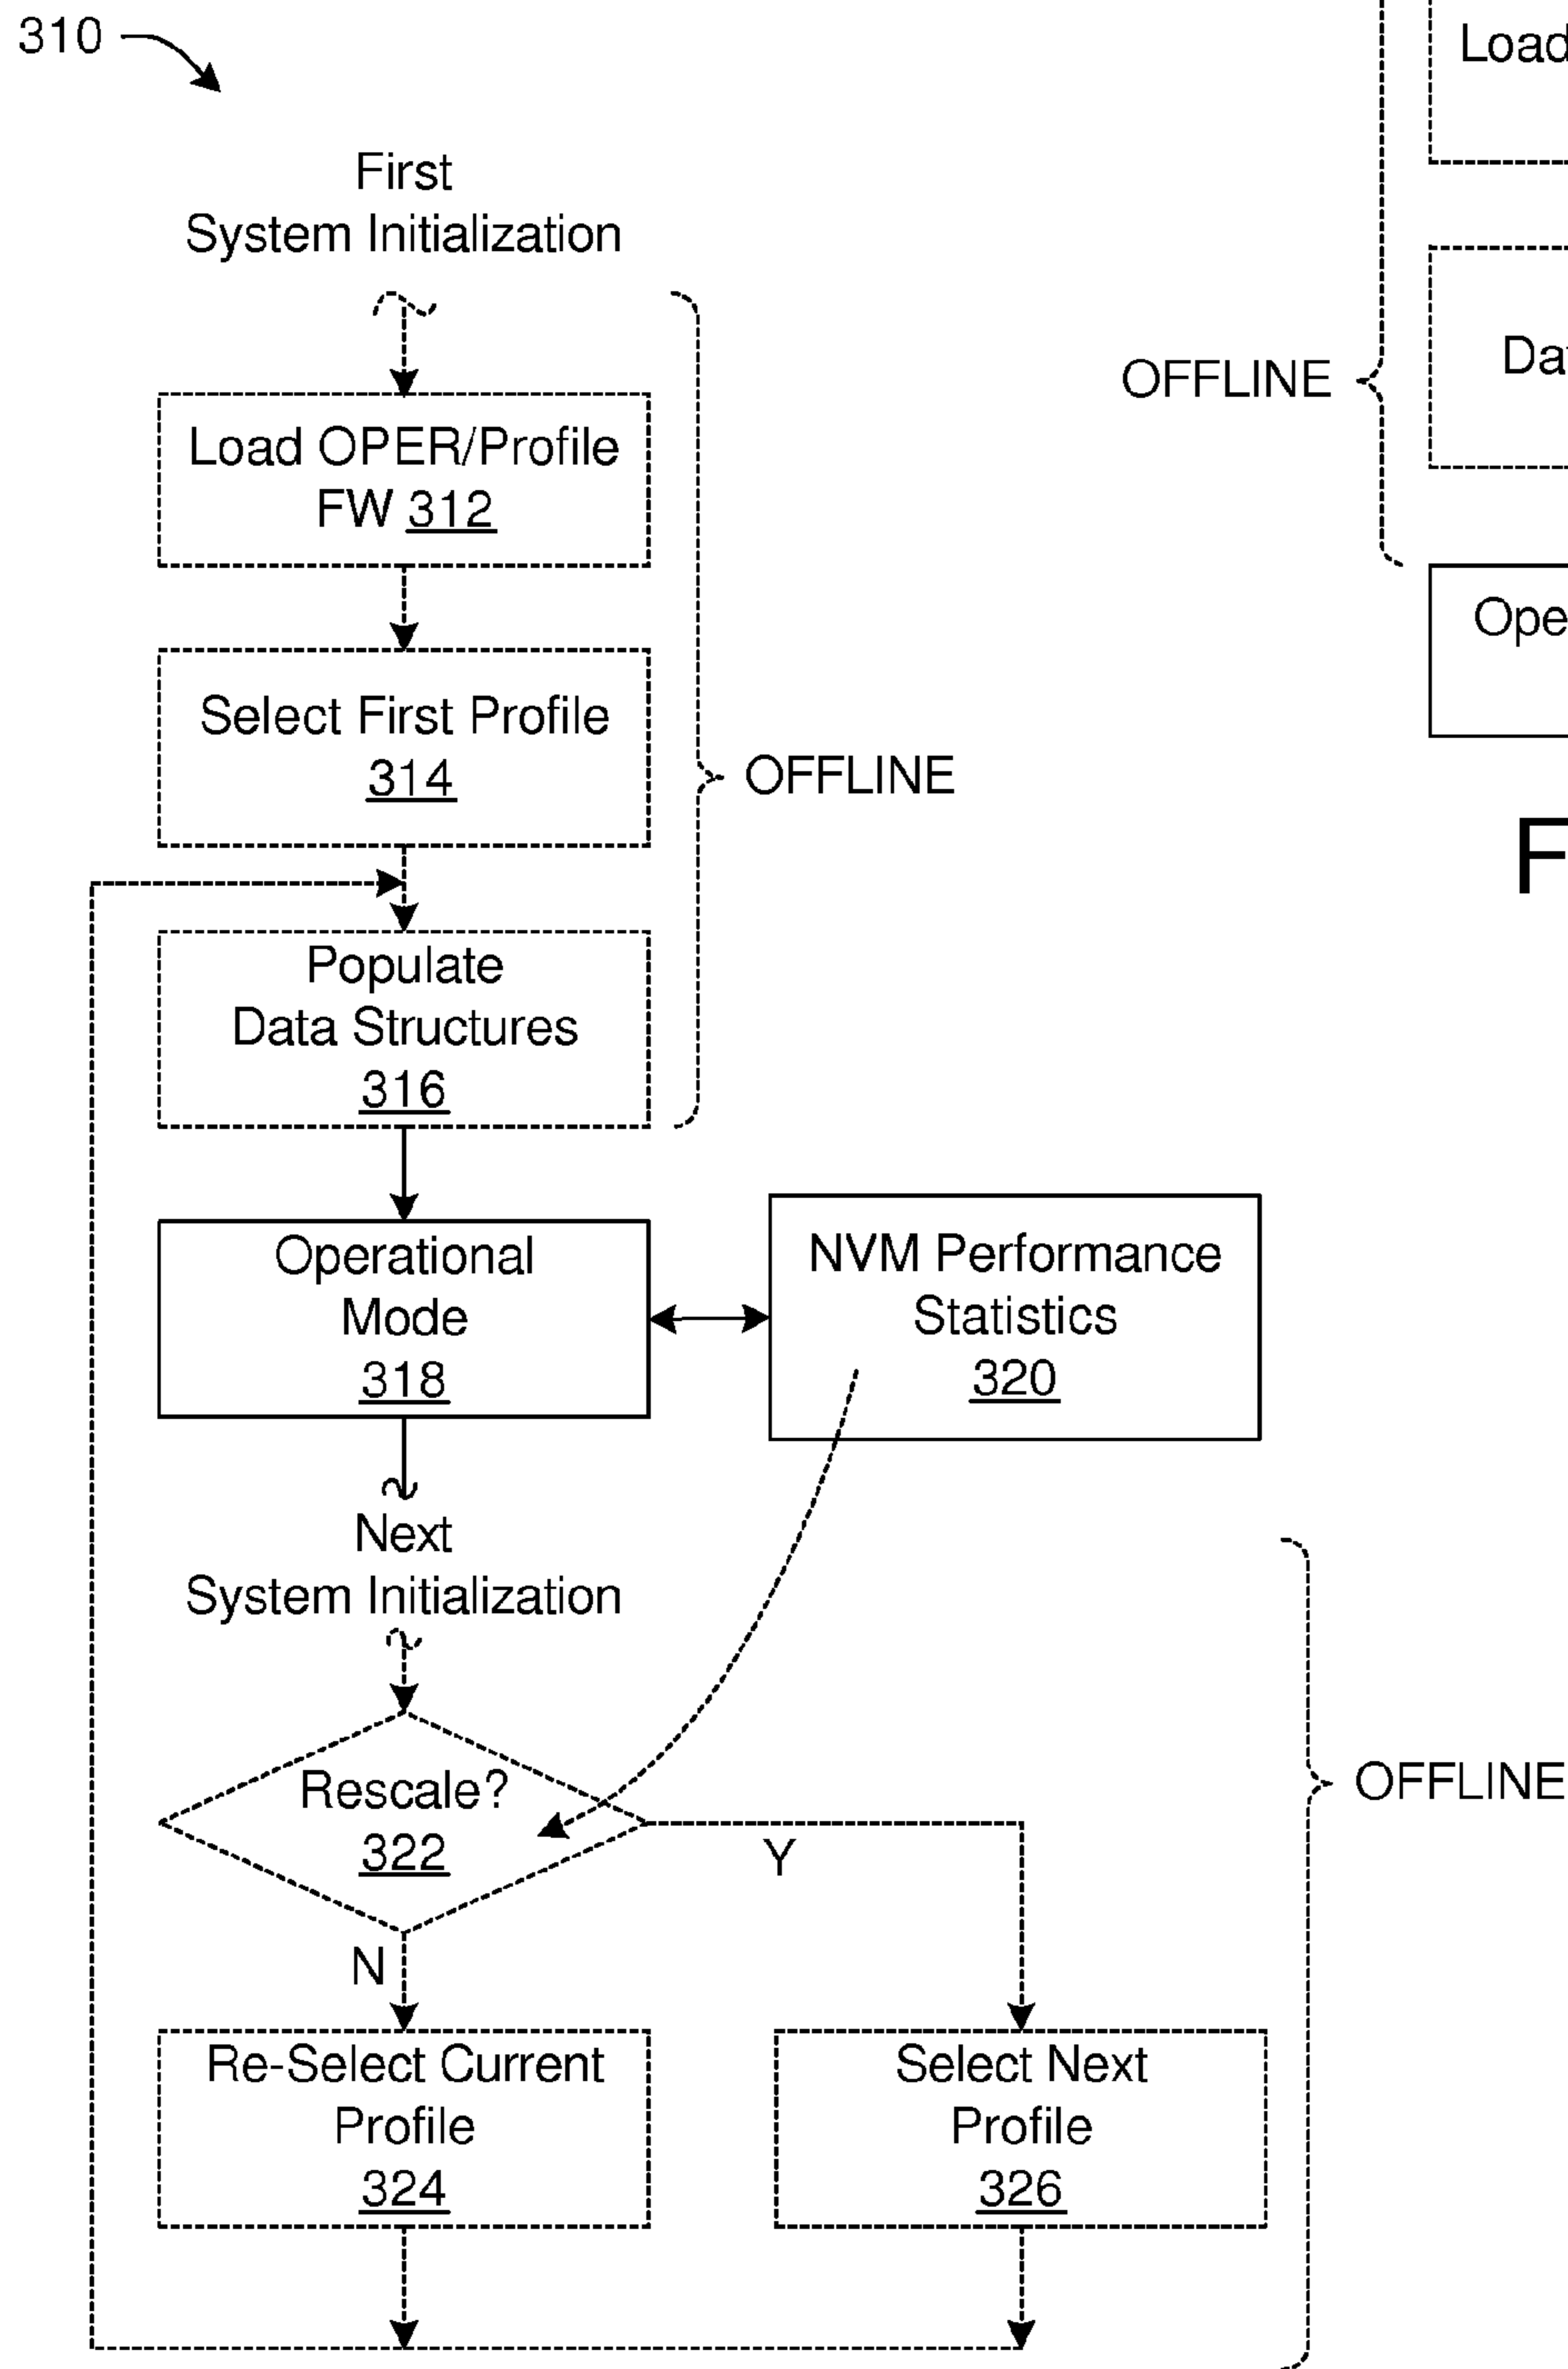 310
First
System Initialization
Load OPER/Profile
FW 312
Select First Profile
314
OFFLINE
Populate
Data Structures
316
Operational
Mode
318
NVM Performance
Statistics
320
Next
System Initialization
Rescale?
322
Y
N
OFFLINE
Re-Select Current
Profile
324
Select Next
Profile
326
OFFLINE
Load
F